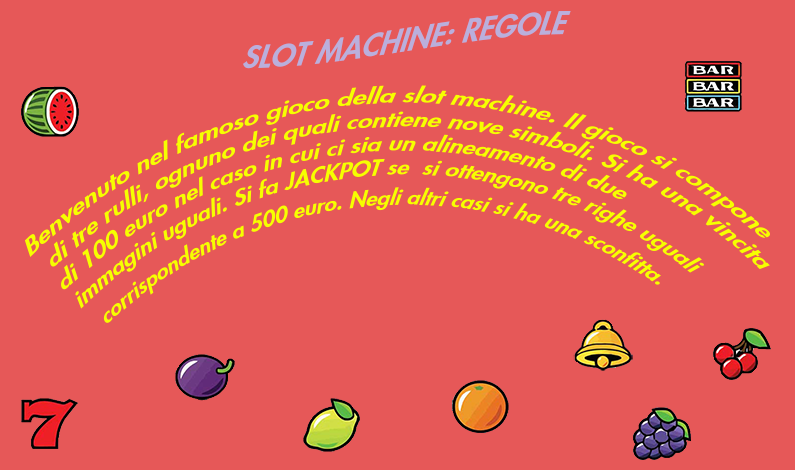 SLOT MACHINE: REGOLE
BAR
BAR
BAR
Benvenuto nel famoso gioco della slot machine. Il gioco si compone
di tre rulli, ognuno dei quali contiene nove simboli. Si ha una vincita
di 100 euro nel caso in cui ci sia un alineamento di due
immagini uguali. Si fa JACKPOT se si ottengono tre righe uguali
corrispondente a 500 euro. Negli altri casi si ha una sconfitta.
7